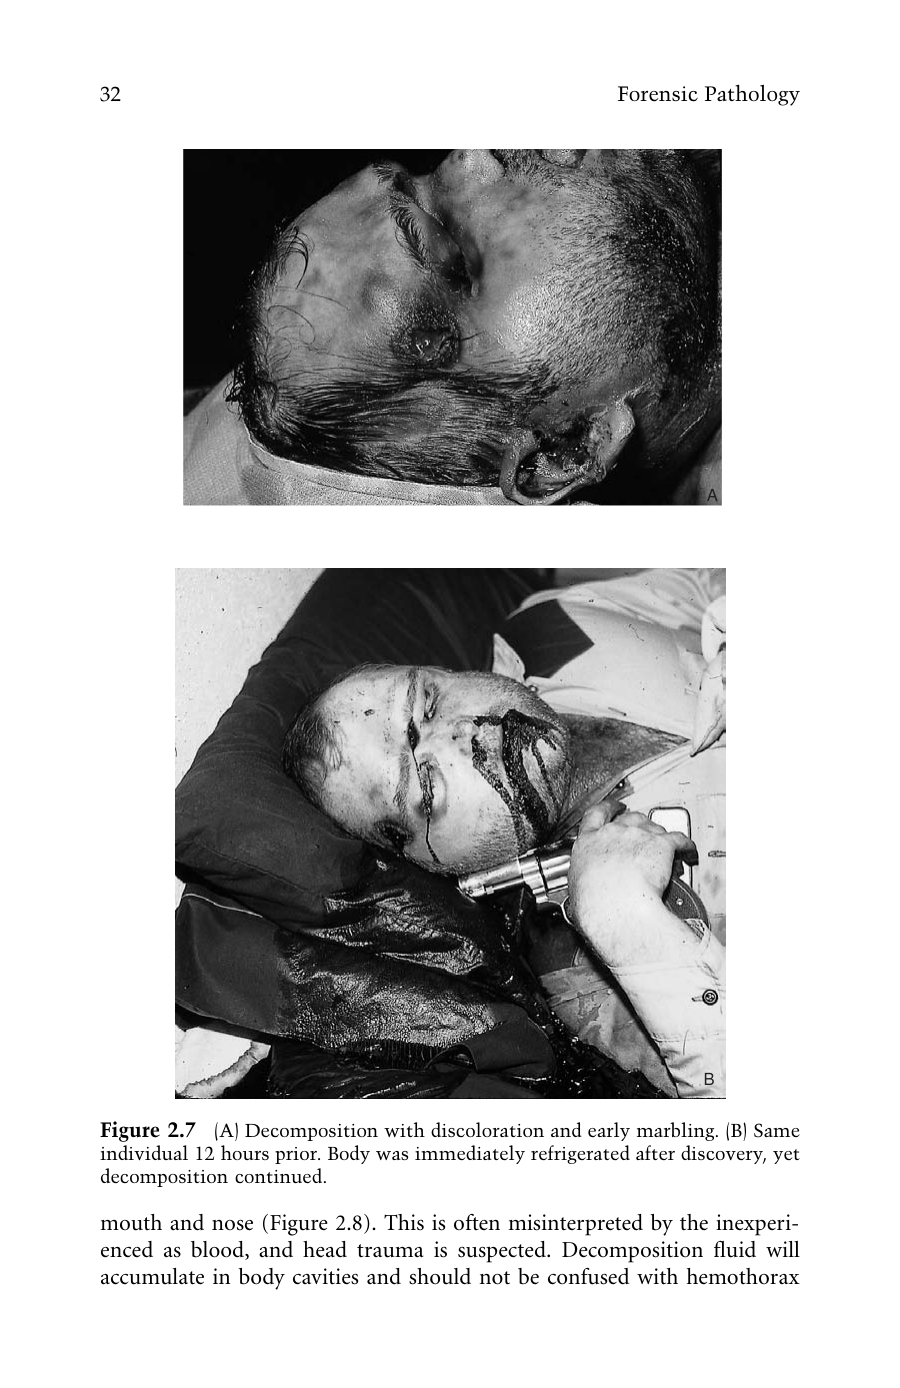 32 Forensic Pathology
A
B
Figure 2.7 (A) Decomposition with discoloration and early marbling. (B) Same
individual 12 hours prior. Body was immediately refrigerated after discovery, yet
decomposition continued.
mouth and nose (Figure 2.8). This is often misinterpreted by the inexperi-
enced as blood, and head trauma is suspected. Decomposition fluid will
accumulate in body cavities and should not be confused with hemothorax